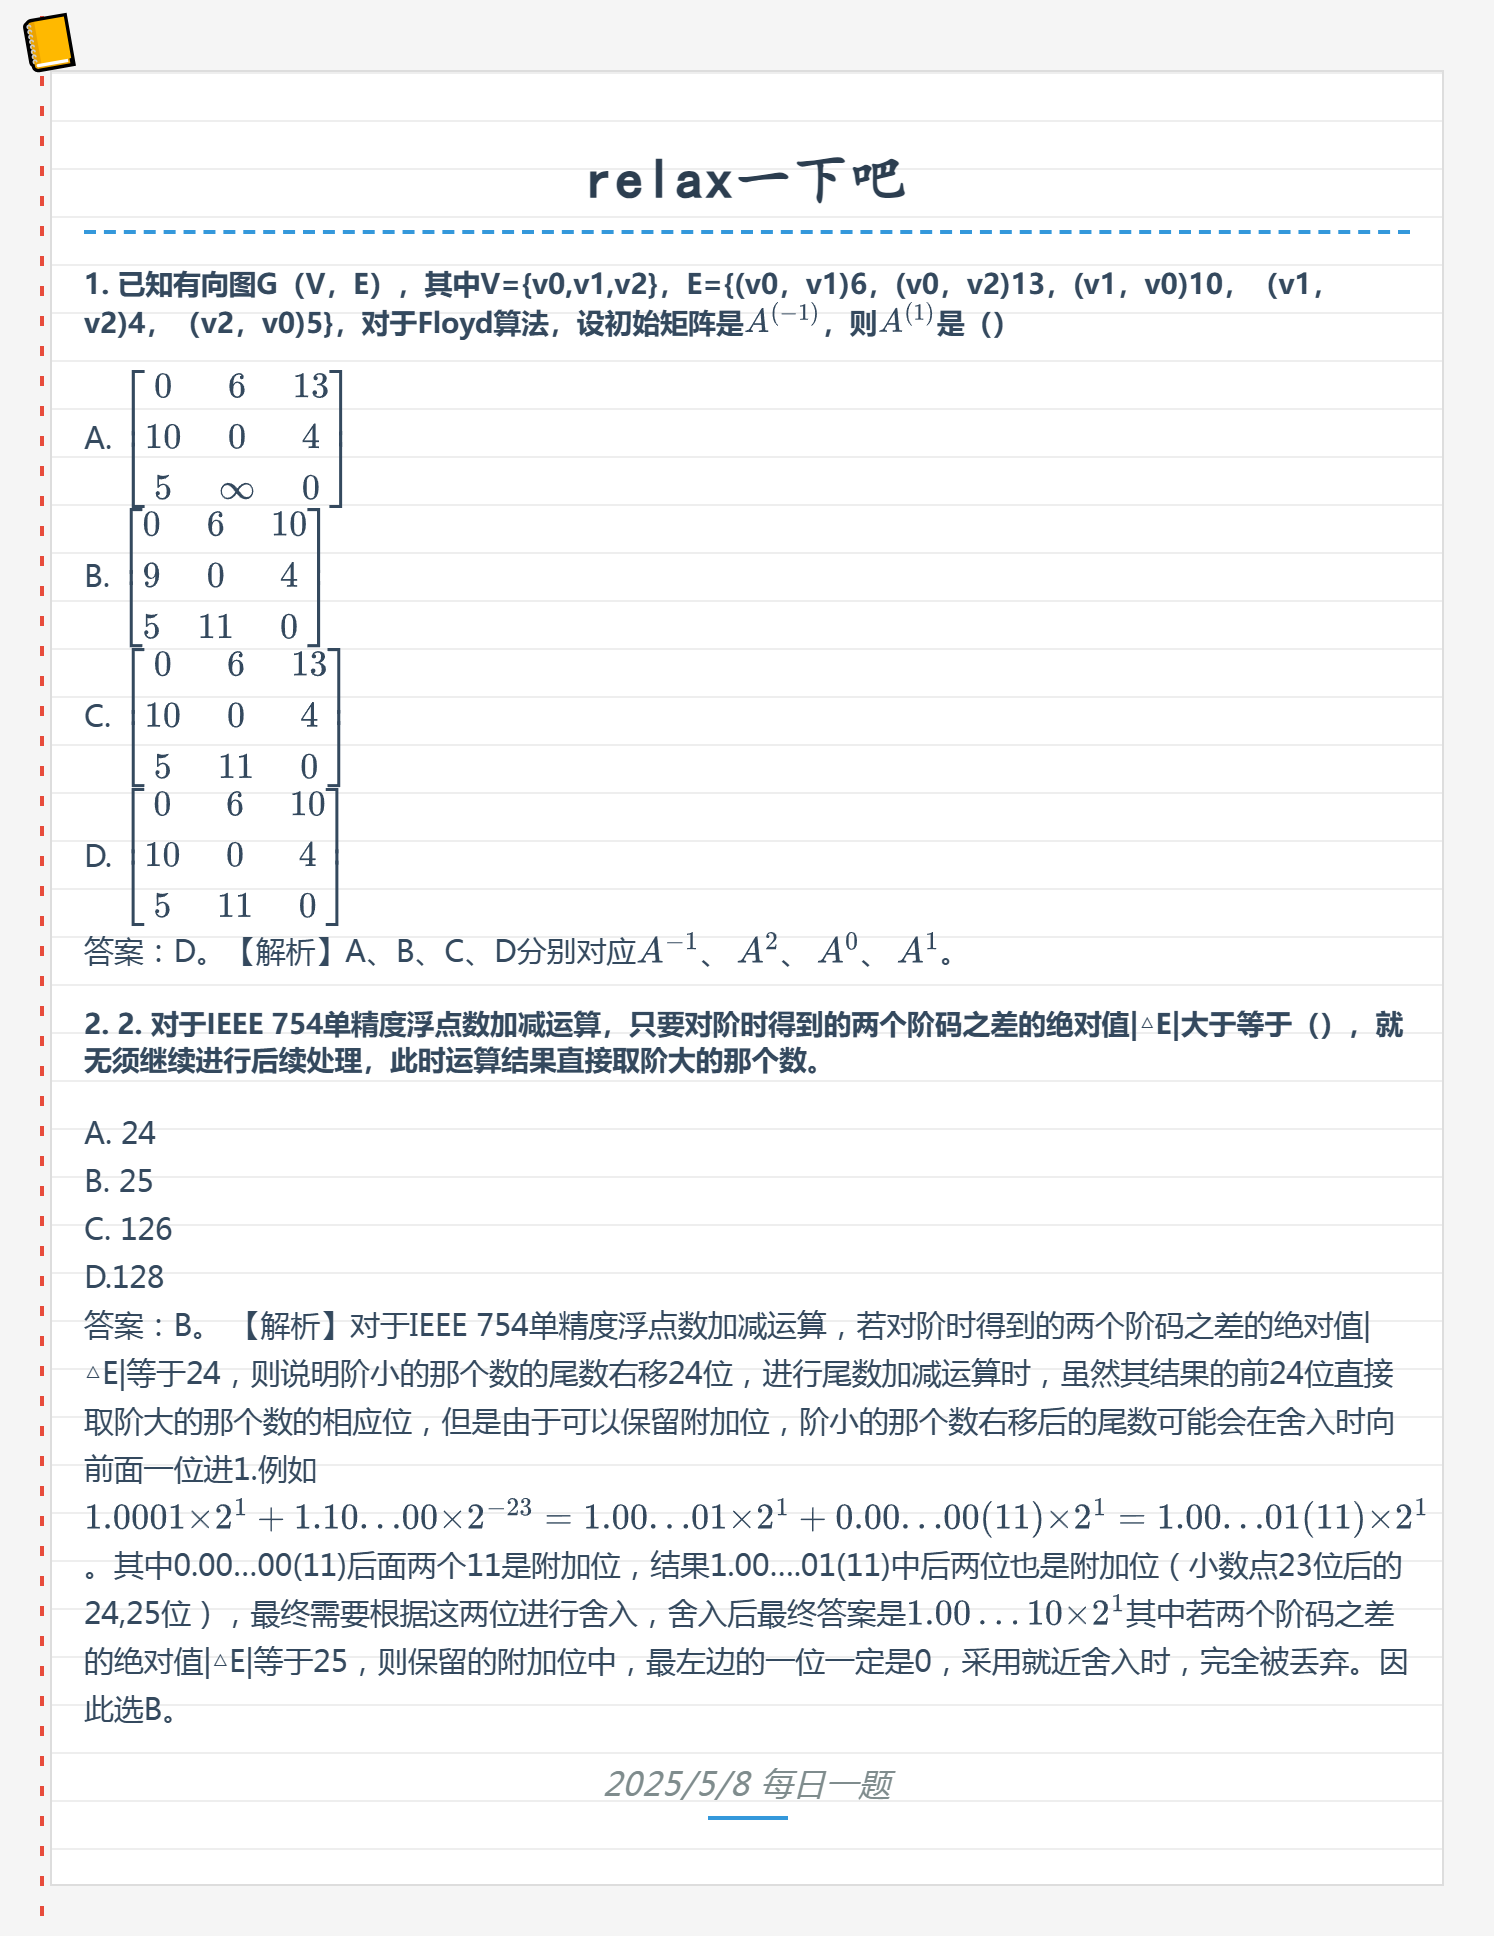 relax一下吧
1. 已知有向图G（V，E），其中V={v0,v1,v2}，E={(v0，v1)6，(v0，v2)13，(v1，v0)10，（v1，
v2)4，（v2，v0)5}，对于Floyd算法，设初始矩阵是$A^{(-1)}$，则$A^{(1)}$是（）
A. $\begin{bmatrix} 0 & 6 & 13 \\ 10 & 0 & 4 \\ 5 & \infty & 0 \end{bmatrix}$
B. $\begin{bmatrix} 0 & 6 & 10 \\ 9 & 0 & 4 \\ 5 & 11 & 0 \end{bmatrix}$
C. $\begin{bmatrix} 0 & 6 & 13 \\ 10 & 0 & 4 \\ 5 & 11 & 0 \end{bmatrix}$
D. $\begin{bmatrix} 0 & 6 & 10 \\ 10 & 0 & 4 \\ 5 & 11 & 0 \end{bmatrix}$
答案：D。【解析】A、B、C、D分别对应$A^{-1}$、$A^{2}$、$A^{0}$、$A^{1}$。
2. 2. 对于IEEE 754单精度浮点数加减运算，只要对阶时得到的两个阶码之差的绝对值|△E|大于等于（），就
无须继续进行后续处理，此时运算结果直接取阶大的那个数。
A. 24
B. 25
C. 126
D.128
答案：B。 【解析】对于IEEE 754单精度浮点数加减运算，若对阶时得到的两个阶码之差的绝对值|
△E|等于24，则说明阶小的那个数的尾数右移24位，进行尾数加减运算时，虽然其结果的前24位直接
取阶大的那个数的相应位，但是由于可以保留附加位，阶小的那个数右移后的尾数可能会在舍入时向
前面一位进1.例如
$1.0001×2^{1} + 1.10…00×2^{-23} = 1.00…01×2^{1} + 0.00…00(11)×2^{1} = 1.00…01(11)×2^{1}$
。其中0.00...00(11)后面两个11是附加位，结果1.00....01(11)中后两位也是附加位（小数点23位后的
24,25位），最终需要根据这两位进行舍入，舍入后最终答案是$1.00…10×2^{1}$其中若两个阶码之差
的绝对值|△E|等于25，则保留的附加位中，最左边的一位一定是0，采用就近舍入时，完全被丢弃。因
此选B。
2025/5/8 每日一题